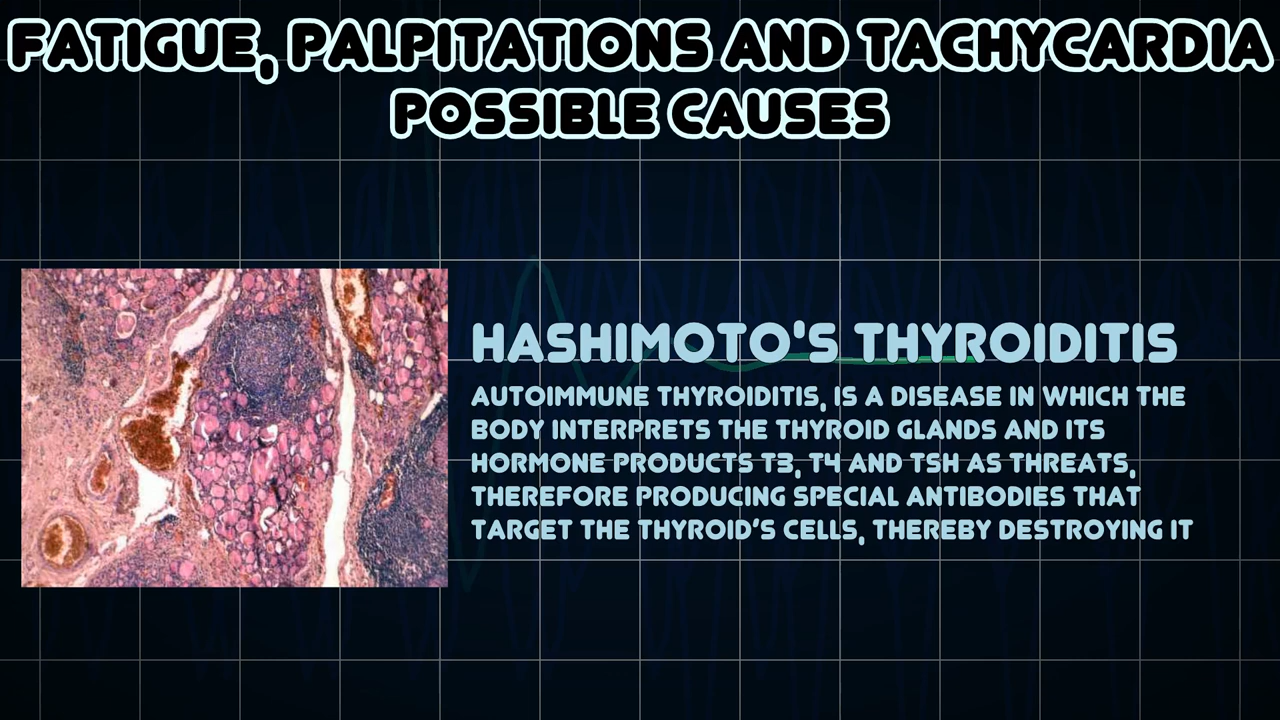 FATIGUE, PALPITATIONS AND TACHYCARDIA
POSSIBLE CAUSES
HASHIMOTO'S THYROIDITIS
AUTOIMMUNE THYROIDITIS, IS A DISEASE IN WHICH THE
BODY INTERPRETS THE THYROID GLANDS AND ITS
HORMONE PRODUCTS T3, T4 AND TSH AS THREATS,
THEREFORE PRODUCING SPECIAL ANTIBODIES THAT
TARGET THE THYROID'S CELLS, THEREBY DESTROYING IT